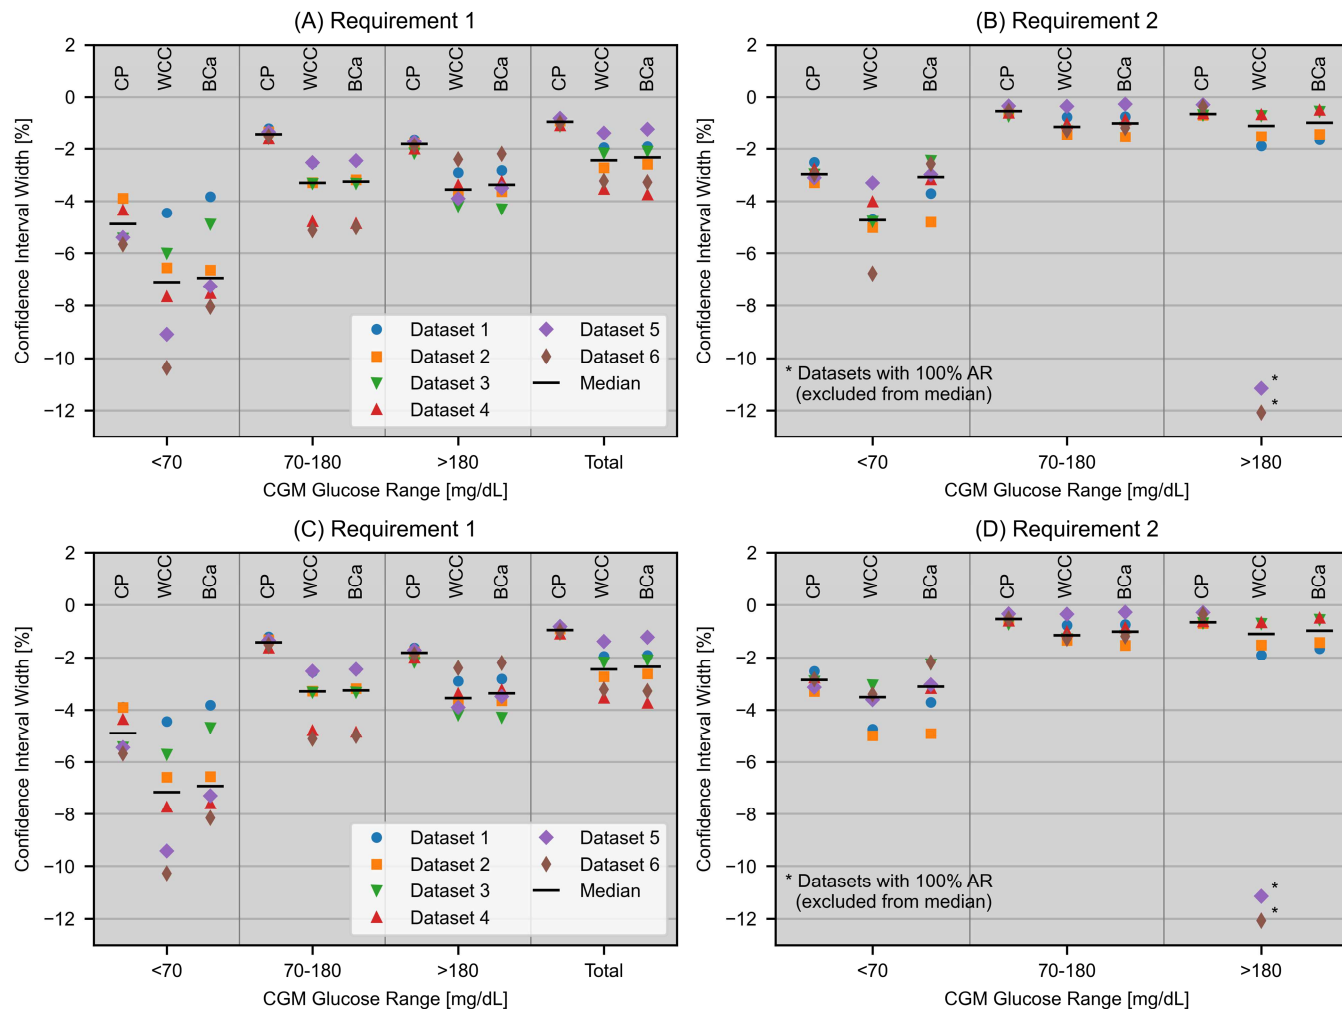 (A) Requirement 1
Confidence Interval Width [%]
2
0
−2
−4
−6
−8
−10
−12
CP
WCC
BCa
CP
WCC
BCa
CP
WCC
BCa
CP
WCC
BCa
Dataset 1
Dataset 2
Dataset 3
Dataset 4
Dataset 5
Dataset 6
Median
<70
70-180
>180
Total
CGM Glucose Range [mg/dL]
(B) Requirement 2
Confidence Interval Width [%]
2
0
−2
−4
−6
−8
−10
−12
CP
WCC
BCa
CP
WCC
BCa
CP
WCC
BCa
* Datasets with 100% AR
(excluded from median)
*
*
<70
70-180
>180
CGM Glucose Range [mg/dL]
(C) Requirement 1
Confidence Interval Width [%]
2
0
−2
−4
−6
−8
−10
−12
CP
WCC
BCa
CP
WCC
BCa
CP
WCC
BCa
CP
WCC
BCa
Dataset 1
Dataset 2
Dataset 3
Dataset 4
Dataset 5
Dataset 6
Median
<70
70-180
>180
Total
CGM Glucose Range [mg/dL]
(D) Requirement 2
Confidence Interval Width [%]
2
0
−2
−4
−6
−8
−10
−12
CP
WCC
BCa
CP
WCC
BCa
CP
WCC
BCa
* Datasets with 100% AR
(excluded from median)
*
*
<70
70-180
>180
CGM Glucose Range [mg/dL]